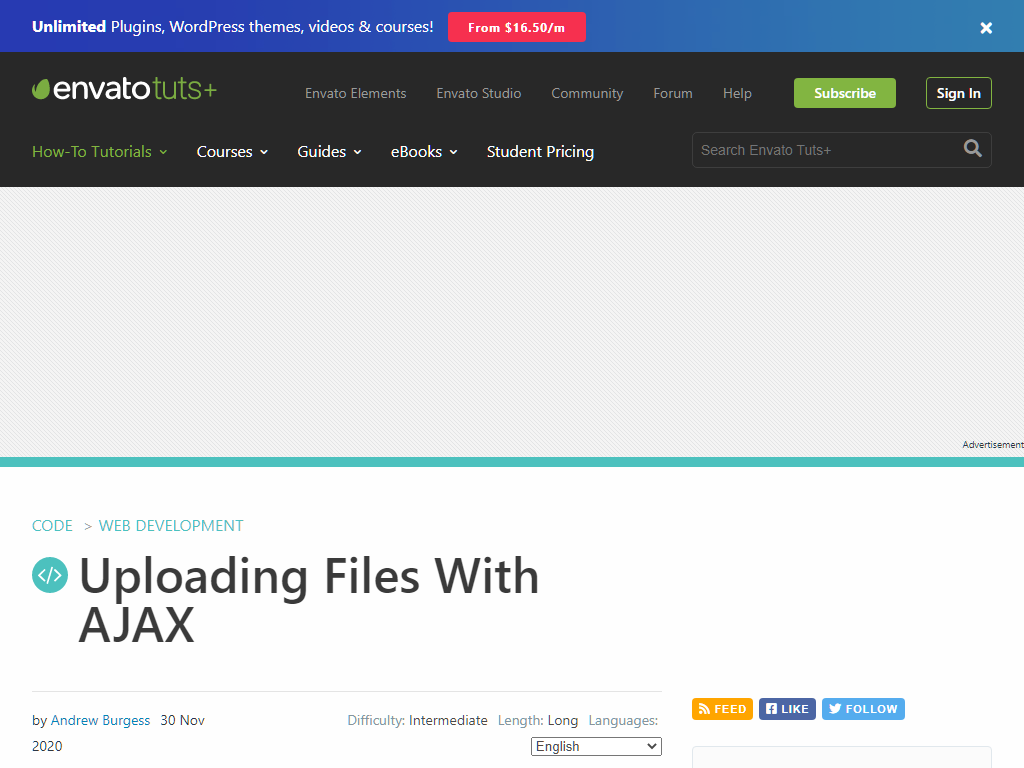 Unlimited Plugins, WordPress themes, videos & courses! From $16.50/m
envatotuts+
Envato Elements Envato Studio Community Forum Help Subscribe Sign In
How-To Tutorials Courses Guides eBooks Student Pricing Search Envato Tuts+
Advertisement
CODE > WEB DEVELOPMENT
</> Uploading Files With
AJAX
by Andrew Burgess 30 Nov
2020
Difficulty: Intermediate Length: Long Languages:
English
FEED LIKE FOLLOW